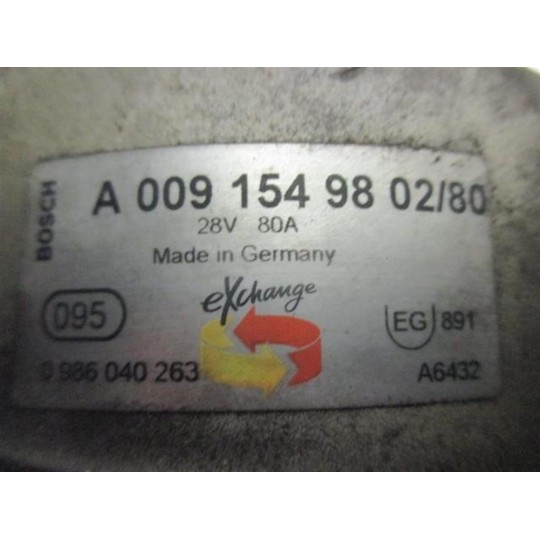 BOSCH
A 009 154 98 02/80
28V 80A
Made in Germany
eXchange
095
EG 891
0 986 040 263
A6432